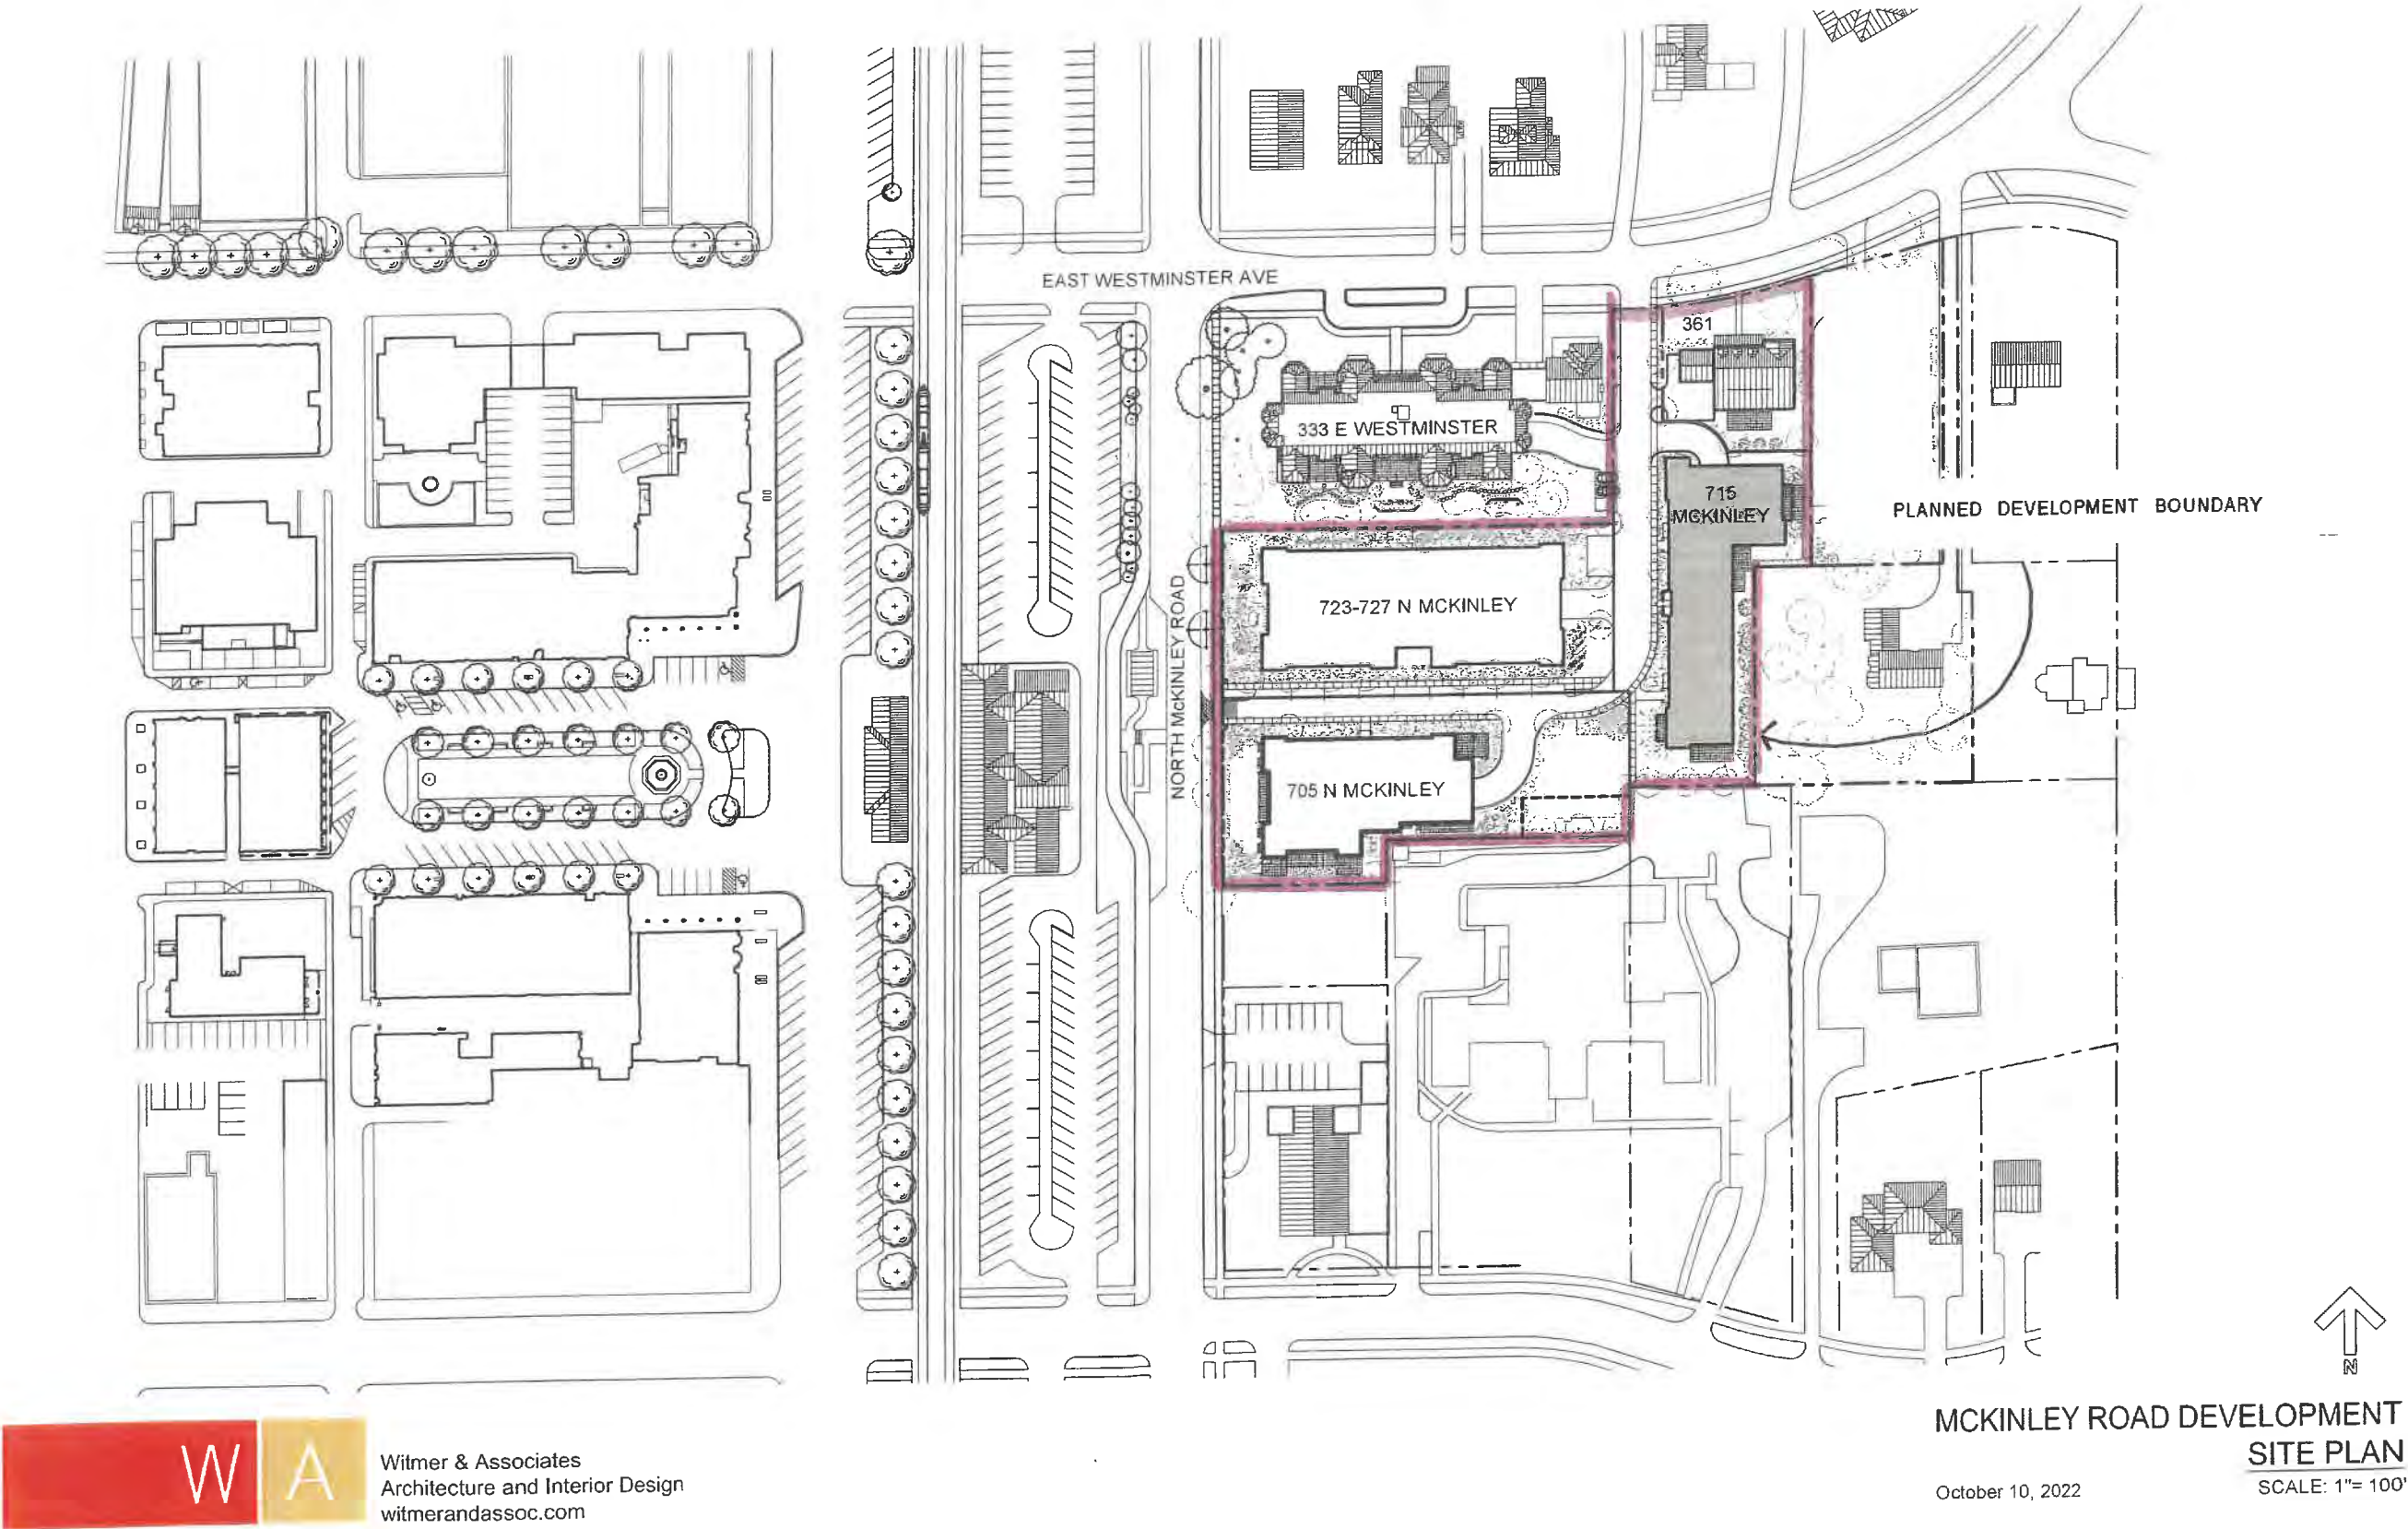 EAST WESTMINSTER AVE
361
333 E WESTMINSTER
715
MCKINLEY
PLANNED DEVELOPMENT BOUNDARY
723-727 N MCKINLEY
NORTH McKINLEY ROAD
705 N MCKINLEY
N
MCKINLEY ROAD DEVELOPMENT
SITE PLAN
October 10, 2022
SCALE: 1"= 100'
W A
Witmer & Associates
Architecture and Interior Design
witmerandassoc.com